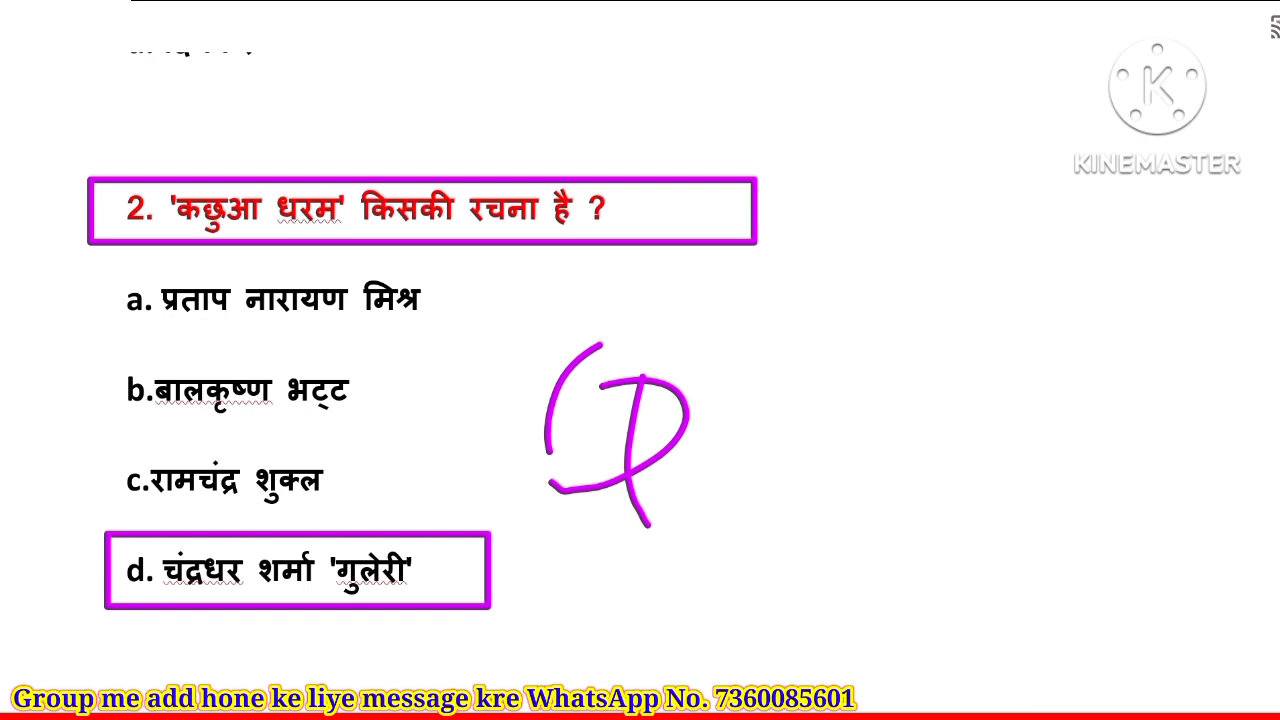 KINEMASTER
2. 'कछुआ धरम' किसकी रचना है ?
a. प्रताप नारायण मिश्र
b.बालकृष्ण भट्ट
c.रामचंद्र शुक्ल
d. चंद्रधर शर्मा 'गुलेरी'
Group me add hone ke liye message kre WhatsApp No. 7360085601